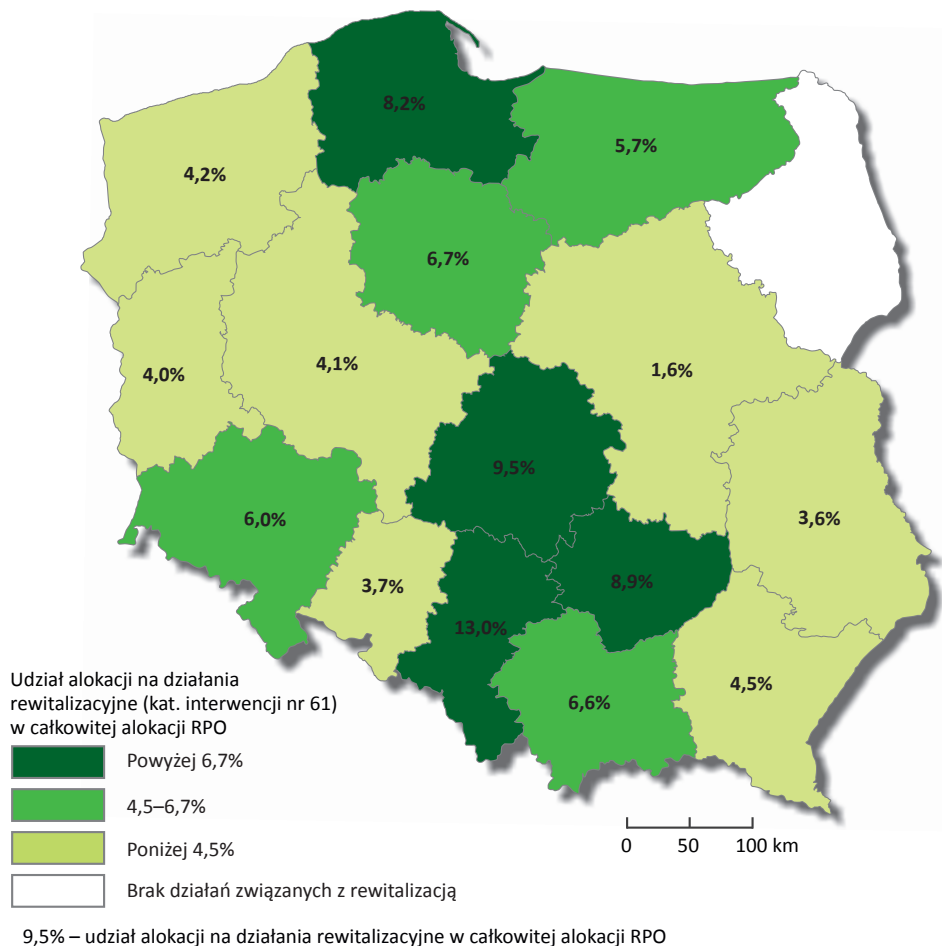 8,2%
5,7%
4,2%
6,7%
4,0%
4,1%
1,6%
9,5%
6,0%
3,6%
3,7%
8,9%
13,0%
4,5%
6,6%
Udział alokacji na działania
rewitalizacyjne (kat. interwencji nr 61)
w całkowitej alokacji RPO
Powyżej 6,7%
4,5–6,7%
Poniżej 4,5%
Brak działań związanych z rewitalizacją
0 50 100 km
9,5% – udział alokacji na działania rewitalizacyjne w całkowitej alokacji RPO